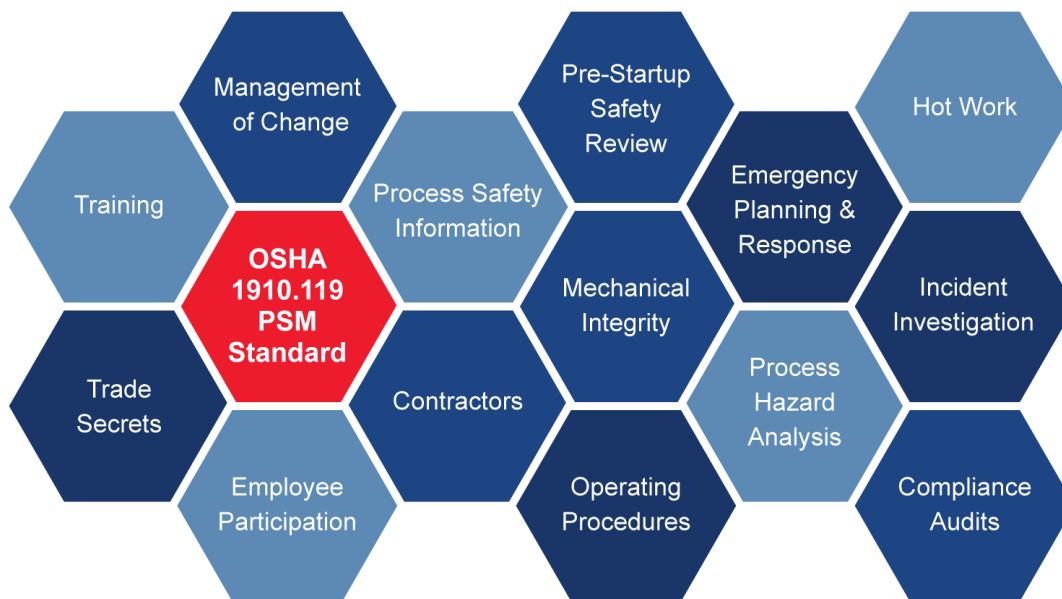 Management
of Change
Pre-Startup
Safety
Review
Hot Work
Training
Process Safety
Information
Emergency
Planning &
Response
OSHA
1910.119
PSM
Standard
Mechanical
Integrity
Incident
Investigation
Trade
Secrets
Contractors
Process
Hazard
Analysis
Employee
Participation
Operating
Procedures
Compliance
Audits